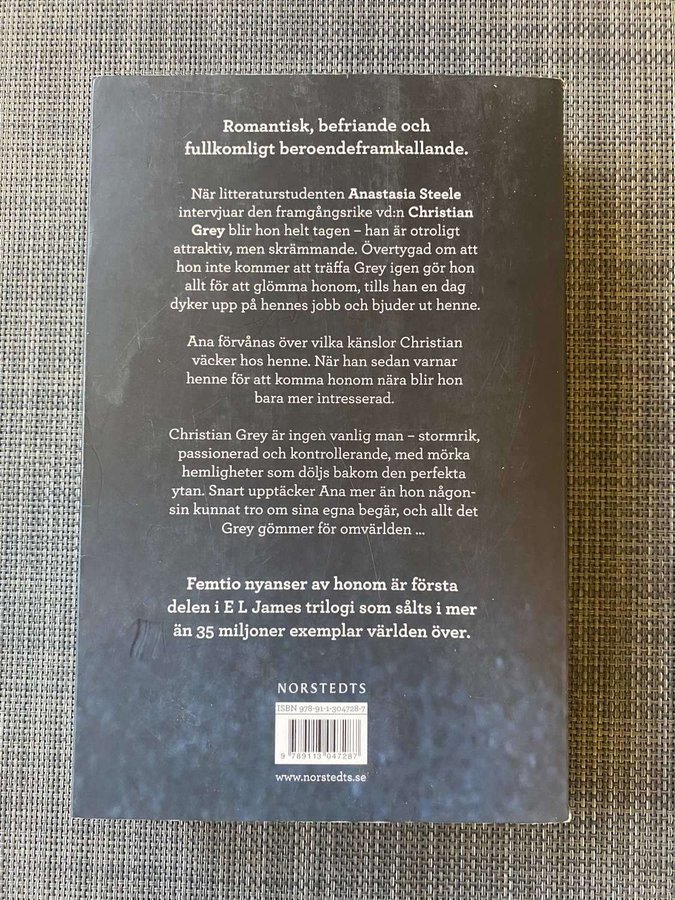 Romantisk, befriande och
fullkomligt beroendeframkallande.
När litteraturstudenten Anastasia Steele
intervjuar den framgångsrike vd:n Christian
Grey blir hon helt tagen – han är otroligt
attraktiv, men skrämmande. Övertygad om att
hon inte kommer att träffa Grey igen gör hon
allt för att glömma honom, tills han en dag
dyker upp på hennes jobb och bjuder ut henne.
Ana förvånas över vilka känslor Christian
väcker hos henne. När han sedan varnar
henne för att komma honom nära blir hon
bara mer intresserad.
Christian Grey är ingen vanlig man – stormrik,
passionerad och kontrollerande, med mörka
hemligheter som döljs bakom den perfekta
ytan. Snart upptäcker Ana mer än hon någon-
sin kunnat tro om sina egna begär, och allt det
Grey gömmer för omvärlden ...
Femtio nyanser av honom är första
delen i E L James trilogi som sålts i mer
än 35 miljoner exemplar världen över.
NORSTEDTS
ISBN 978-91-1-304728-7
9 789113 047287
www.norstedts.se